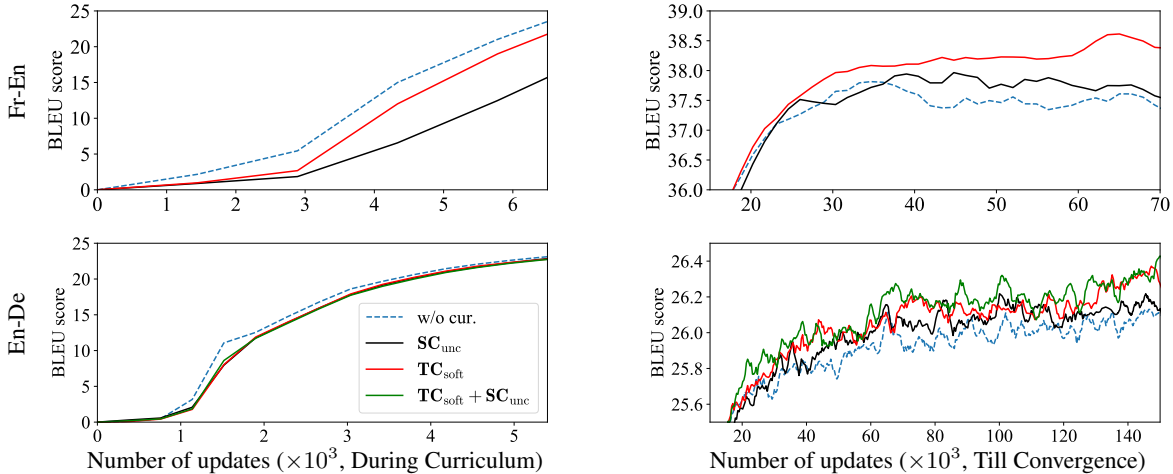 Fr-En
BLEU score
25
20
15
10
5
0
0 1 2 3 4 5 6
BLEU score
39.0
38.5
38.0
37.5
37.0
36.5
36.0
20 30 40 50 60 70
En-De
BLEU score
25
20
15
10
5
0
0 1 2 3 4 5
w/o cur.
SC_unc
TC_soft
TC_soft + SC_unc
Number of updates (×10³, During Curriculum)
BLEU score
26.4
26.2
26.0
25.8
25.6
20 40 60 80 100 120 140
Number of updates (×10³, Till Convergence)